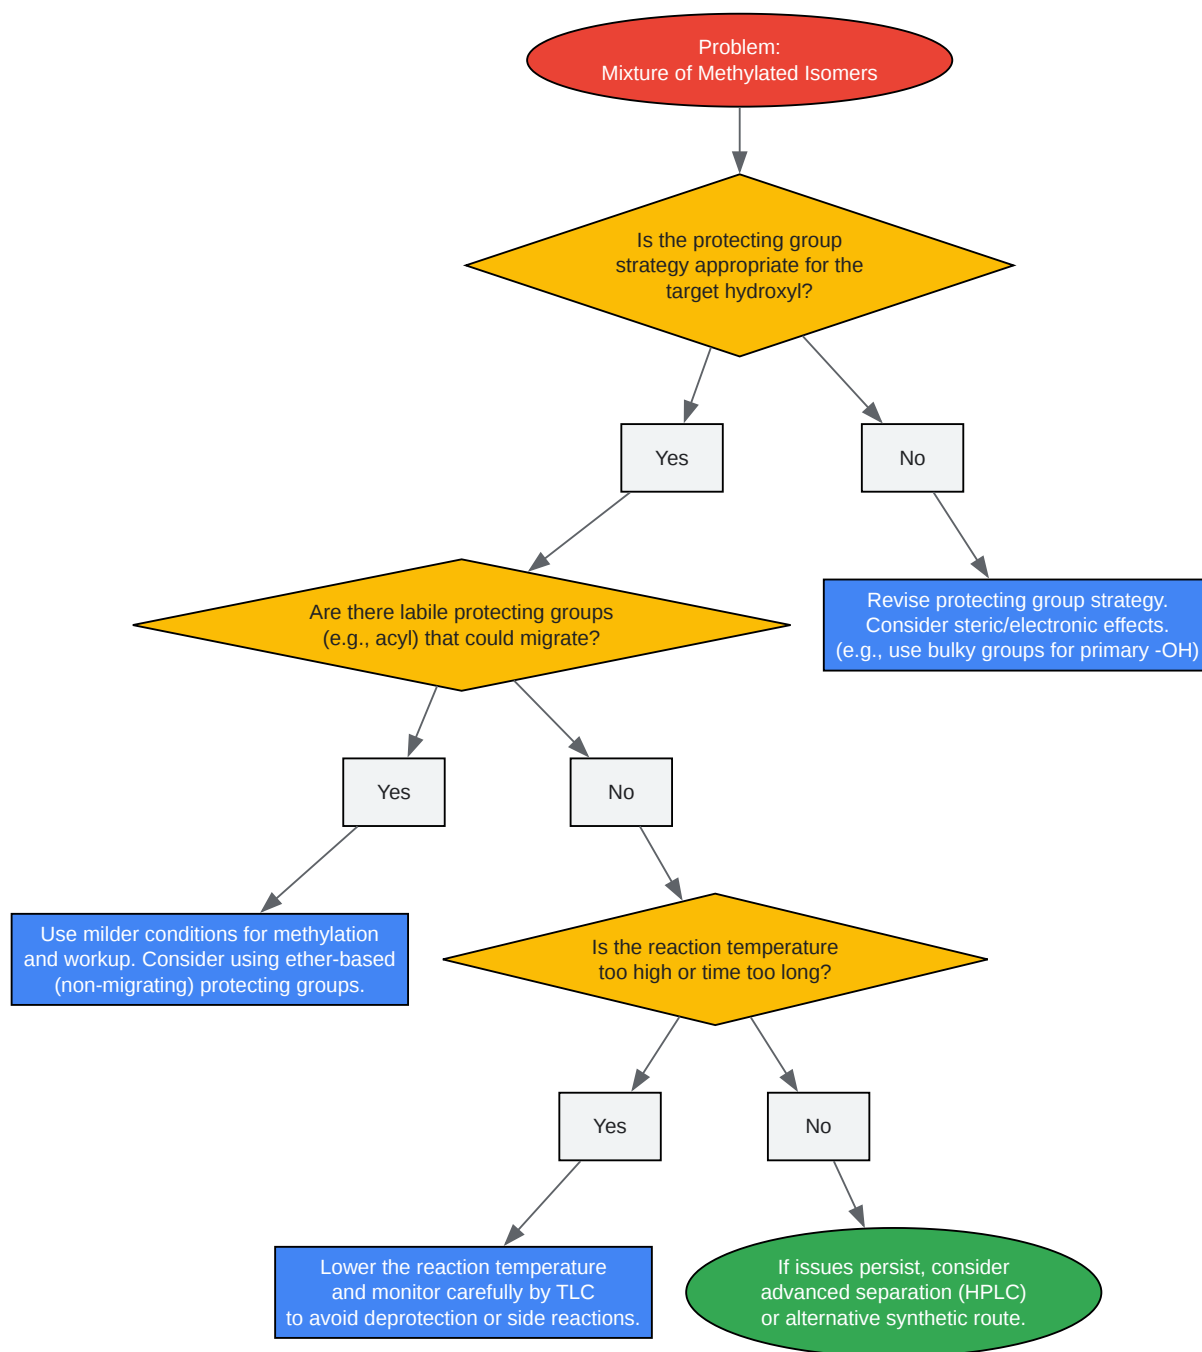 Problem:
Mixture of Methylated Isomers
Is the protecting group
strategy appropriate for the
target hydroxyl?
Yes
No
Are there labile protecting groups
(e.g., acyl) that could migrate?
Revise protecting group strategy.
Consider steric/electronic effects.
(e.g., use bulky groups for primary -OH)
Yes
No
Use milder conditions for methylation
and workup. Consider using ether-based
(non-migrating) protecting groups.
Is the reaction temperature
too high or time too long?
Yes
No
Lower the reaction temperature
and monitor carefully by TLC
to avoid deprotection or side reactions.
If issues persist, consider
advanced separation (HPLC)
or alternative synthetic route.